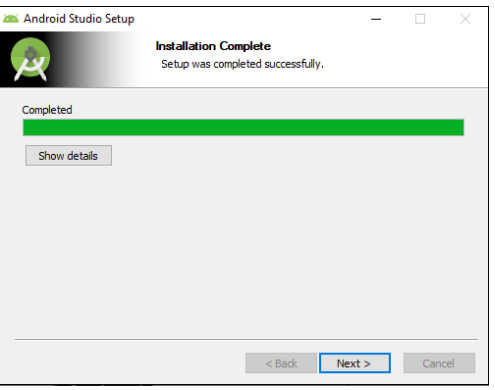 Android Studio Setup
Installation Complete
Setup was completed successfully.
Completed
Show details
< Back
Next >
Cancel